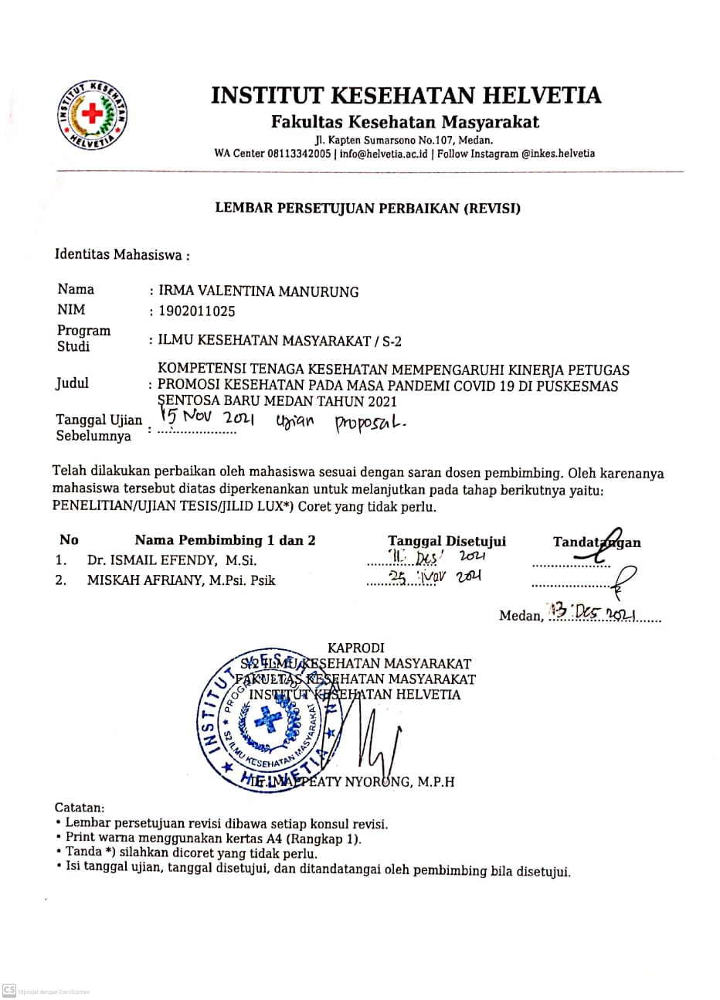 INSTITUT KESEHATAN HELVETIA
Fakultas Kesehatan Masyarakat
Jl. Kapten Sumarsono No.107, Medan.
WA Center 08113342005 | info@helvetia.ac.id | Follow Instagram @inkes.helvetia
INSTITUT KESEHATAN HELVETIA
LEMBAR PERSETUJUAN PERBAIKAN (REVISI)
Identitas Mahasiswa :
Nama : IRMA VALENTINA MANURUNG
NIM : 1902011025
Program Studi : ILMU KESEHATAN MASYARAKAT / S-2
Judul : KOMPETENSI TENAGA KESEHATAN MEMPENGARUHI KINERJA PETUGAS
PROMOSI KESEHATAN PADA MASA PANDEMI COVID 19 DI PUSKESMAS
SENTOSA BARU MEDAN TAHUN 2021
Tanggal Ujian Sebelumnya : 15 Nov 2021 Ujian proposal.
Telah dilakukan perbaikan oleh mahasiswa sesuai dengan saran dosen pembimbing. Oleh karenanya
mahasiswa tersebut diatas diperkenankan untuk melanjutkan pada tahap berikutnya yaitu:
PENELITIAN/UJIAN TESIS/JILID LUX*) Coret yang tidak perlu.
No Nama Pembimbing 1 dan 2 Tanggal Disetujui Tandatangan
1. Dr. ISMAIL EFENDY, M.Si. 11 Des 2021
2. MISKAH AFRIANY, M.Psi. Psik 25 Nov 2021
Medan, 13 Des 2021
KAPRODI
S-2 ILMU KESEHATAN MASYARAKAT
FAKULTAS KESEHATAN MASYARAKAT
INSTITUT KESEHATAN HELVETIA
INSTITUT KESEHATAN HELVETIA
PROGRAM STUDI
S2 ILMU KESEHATAN MASYARAKAT
Dr. MAPPEATY NYORONG, M.P.H
Catatan:
• Lembar persetujuan revisi dibawa setiap konsul revisi.
• Print warna menggunakan kertas A4 (Rangkap 1).
• Tanda *) silahkan dicoret yang tidak perlu.
• Isi tanggal ujian, tanggal disetujui, dan ditandatangai oleh pembimbing bila disetujui.
CS Dipindai dengan CamScanner